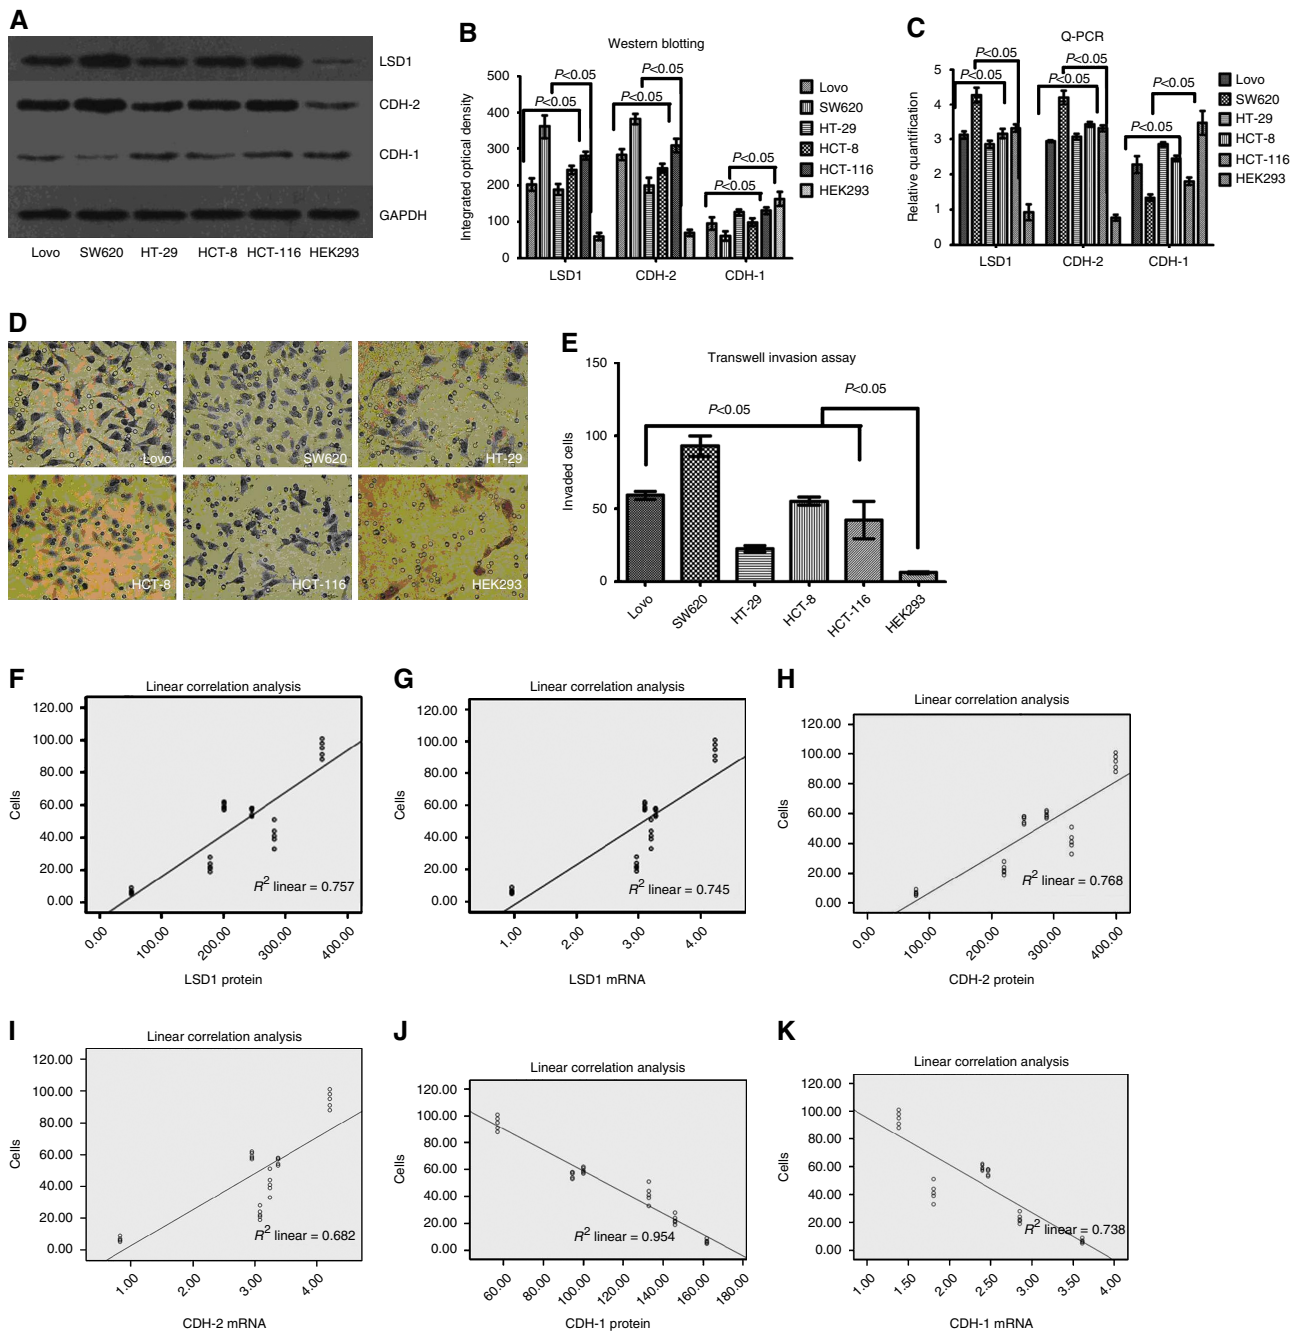 A
LSD1
CDH-2
CDH-1
GAPDH
Lovo SW620 HT-29 HCT-8 HCT-116 HEK293
B
Western blotting
Integrated optical density
500
400
300
200
100
0
P<0.05
P<0.05
P<0.05
P<0.05
P<0.05
P<0.05
LSD1 CDH-2 CDH-1
Lovo
SW620
HT-29
HCT-8
HCT-116
HEK293
C
Q-PCR
Relative quantification
5
4
3
2
1
0
P<0.05
P<0.05
P<0.05
P<0.05
P<0.05
P<0.05
LSD1 CDH-2 CDH-1
Lovo
SW620
HT-29
HCT-8
HCT-116
HEK293
D
Lovo
SW620
HT-29
HCT-8
HCT-116
HEK293
E
Transwell invasion assay
Invaded cells
150
100
50
0
P<0.05
P<0.05
Lovo SW620 HT-29 HCT-8 HCT-116 HEK293
F
Linear correlation analysis
Cells
120.00
100.00
80.00
60.00
40.00
20.00
0.00
R² linear = 0.757
0.00 100.00 200.00 300.00 400.00
LSD1 protein
G
Linear correlation analysis
Cells
120.00
100.00
80.00
60.00
40.00
20.00
0.00
R² linear = 0.745
1.00 2.00 3.00 4.00
LSD1 mRNA
H
Linear correlation analysis
Cells
120.00
100.00
80.00
60.00
40.00
20.00
0.00
R² linear = 0.768
0.00 100.00 200.00 300.00 400.00
CDH-2 protein
I
Linear correlation analysis
Cells
120.00
100.00
80.00
60.00
40.00
20.00
0.00
R² linear = 0.682
1.00 2.00 3.00 4.00
CDH-2 mRNA
J
Linear correlation analysis
Cells
120.00
100.00
80.00
60.00
40.00
20.00
0.00
R² linear = 0.954
60.00 80.00 100.00 120.00 140.00 160.00 180.00
CDH-1 protein
K
Linear correlation analysis
Cells
120.00
100.00
80.00
60.00
40.00
20.00
0.00
R² linear = 0.738
1.00 1.50 2.00 2.50 3.00 3.50 4.00
CDH-1 mRNA